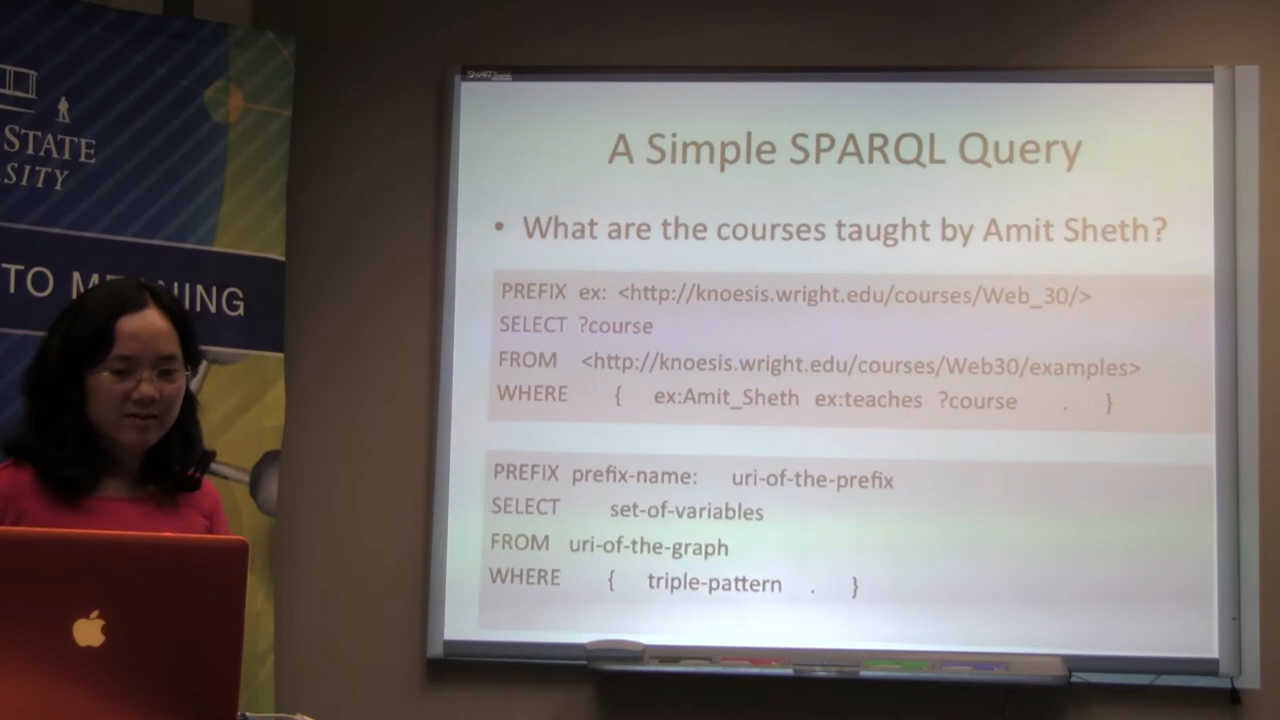 STATE
SITY
TO M NING
SMART Board
A Simple SPARQL Query
• What are the courses taught by Amit Sheth?
PREFIX ex: <http://knoesis.wright.edu/courses/Web_30/>
SELECT ?course
FROM <http://knoesis.wright.edu/courses/Web30/examples>
WHERE { ex:Amit_Sheth ex:teaches ?course . }
PREFIX prefix-name: uri-of-the-prefix
SELECT set-of-variables
FROM uri-of-the-graph
WHERE { triple-pattern . }